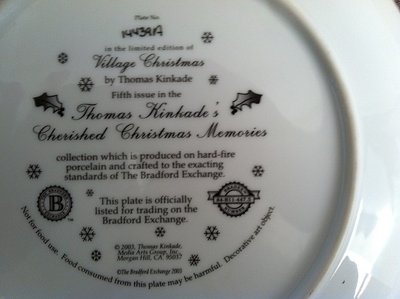 Plate No.
14439A
in the limited edition of
Village Christmas
by Thomas Kinkade
Fifth issue in the
Thomas Kinkade's
Cherished Christmas Memories
collection which is produced on hard-fire
porcelain and crafted to the exacting
standards of The Bradford Exchange.
B
This plate is officially
listed for trading on the
Bradford Exchange.
© 2003, Thomas Kinkade,
Media Arts Group, Inc.,
Morgan Hill, CA 95037
©The Bradford Exchange 2003
Not for food use. Food consumed from this plate may be harmful. Decorative art object.